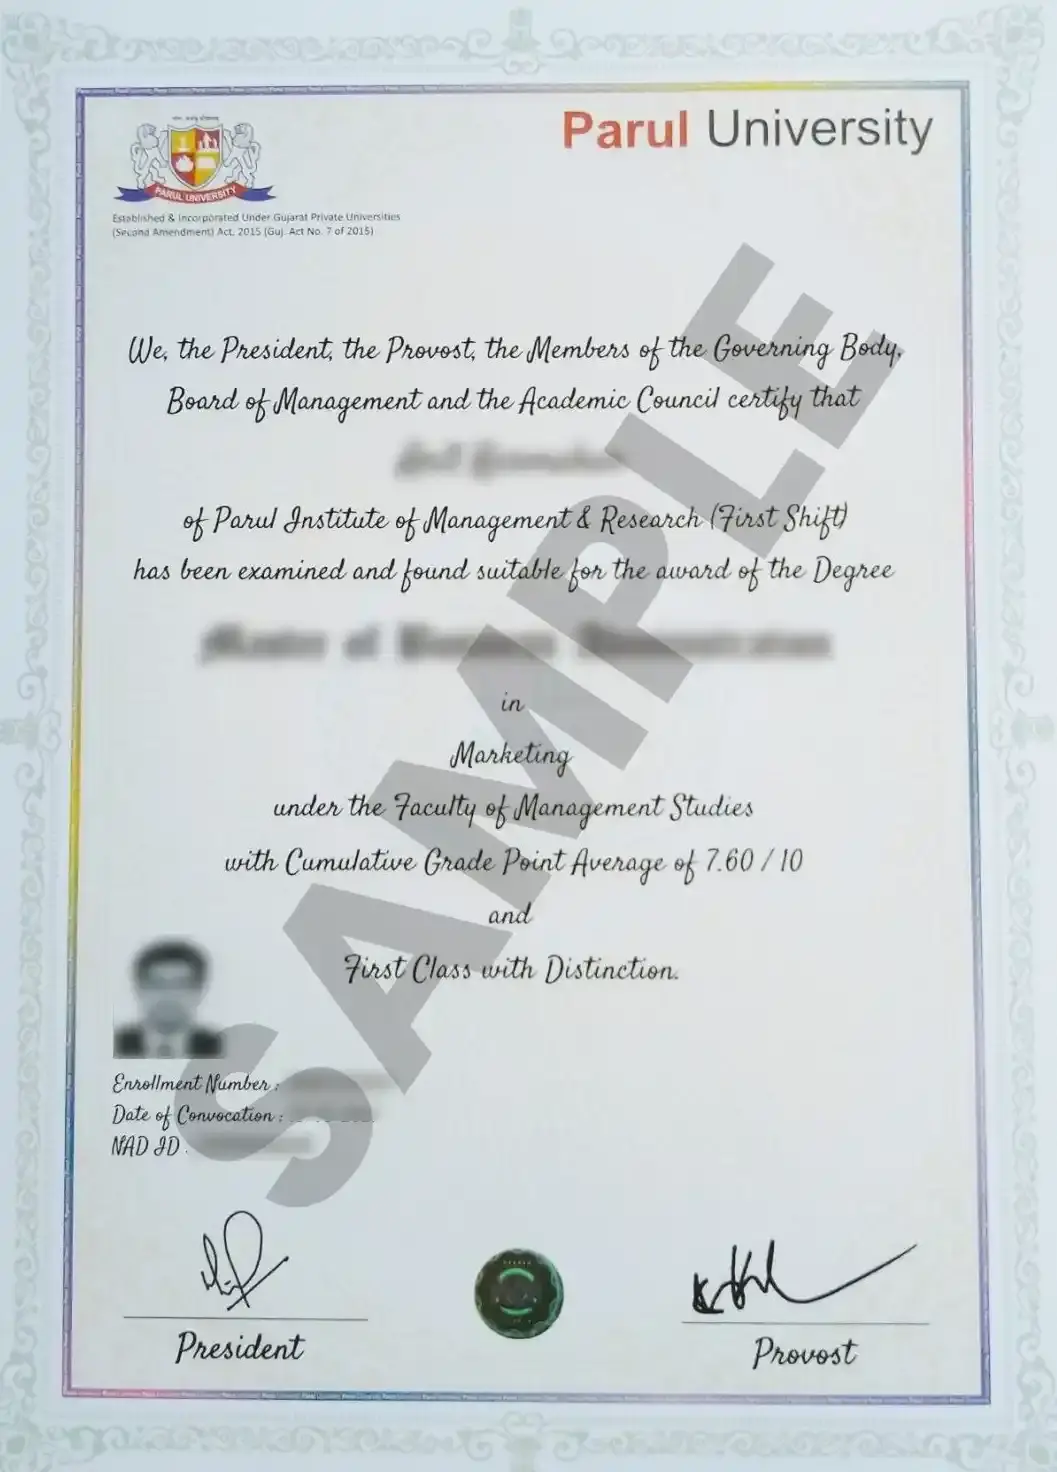 Parul University
PARUL UNIVERSITY
Established & Incorporated Under Gujarat Private Universities
(Second Amendment) Act, 2015 (Guj. Act No. 7 of 2015)
We, the President, the Provost, the Members of the Governing Body,
Board of Management and the Academic Council certify that
of Parul Institute of Management & Research (First Shift)
has been examined and found suitable for the award of the Degree
in
Marketing
under the Faculty of Management Studies
with Cumulative Grade Point Average of 7.60 / 10
and
First Class with Distinction.
SAMPLE
Enrollment Number :
Date of Convocation :
NAD ID
President
Provost